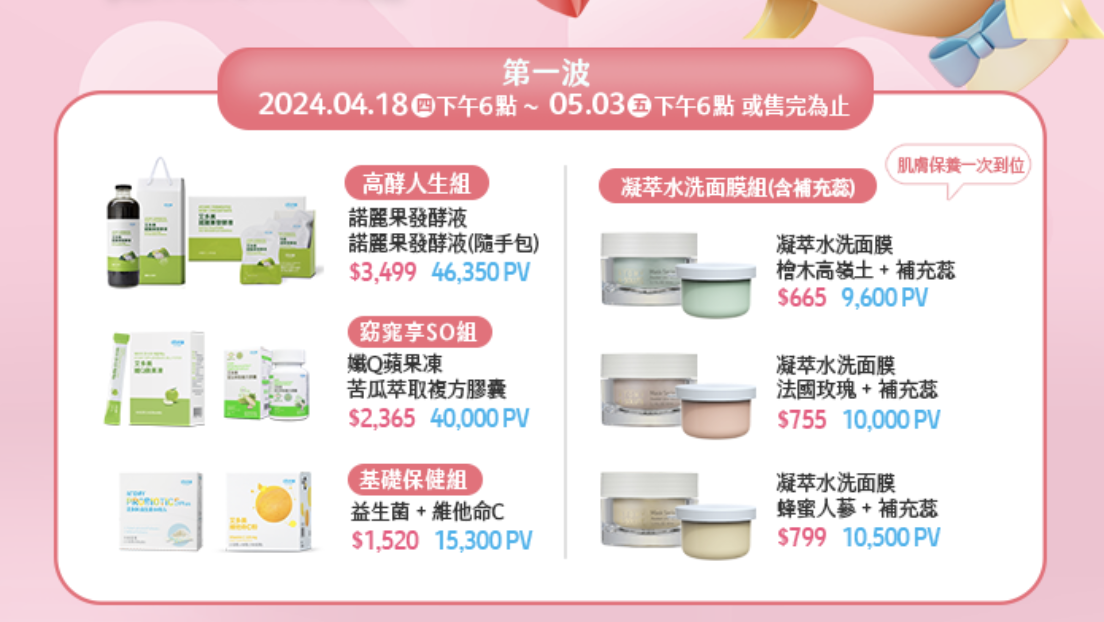 第一波
2024.04.18四下午6點 ~ 05.03五下午6點 或售完為止
高酵人生組
諾麗果發酵液
諾麗果發酵液(隨手包)
$3,499 46,350 PV
窈窕享SO組
孅Q蘋果凍
苦瓜萃取複方膠囊
$2,365 40,000 PV
基礎保健組
益生菌 + 維他命C
$1,520 15,300 PV
肌膚保養一次到位
凝萃水洗面膜組(含補充蕊)
凝萃水洗面膜
檜木高嶺土 + 補充蕊
$665 9,600 PV
凝萃水洗面膜
法國玫瑰 + 補充蕊
$755 10,000 PV
凝萃水洗面膜
蜂蜜人蔘 + 補充蕊
$799 10,500 PV
PROBIOTICS